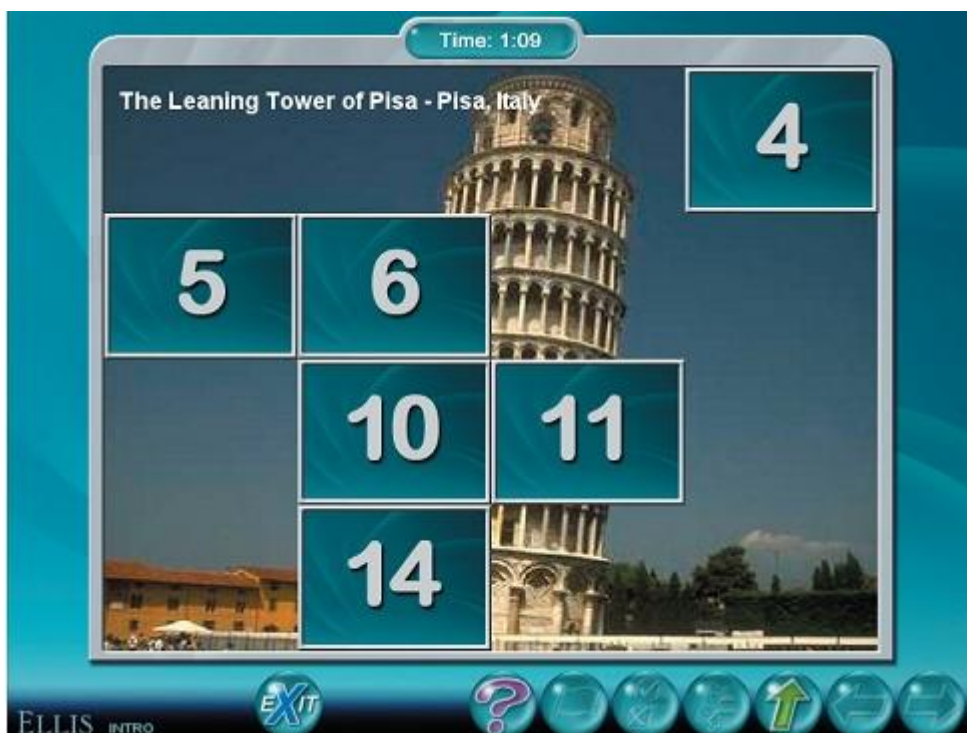 Time: 1:09
The Leaning Tower of Pisa - Pisa, Italy
4
5 6
10 11
14
EXIT ?
ELLIS INTRO